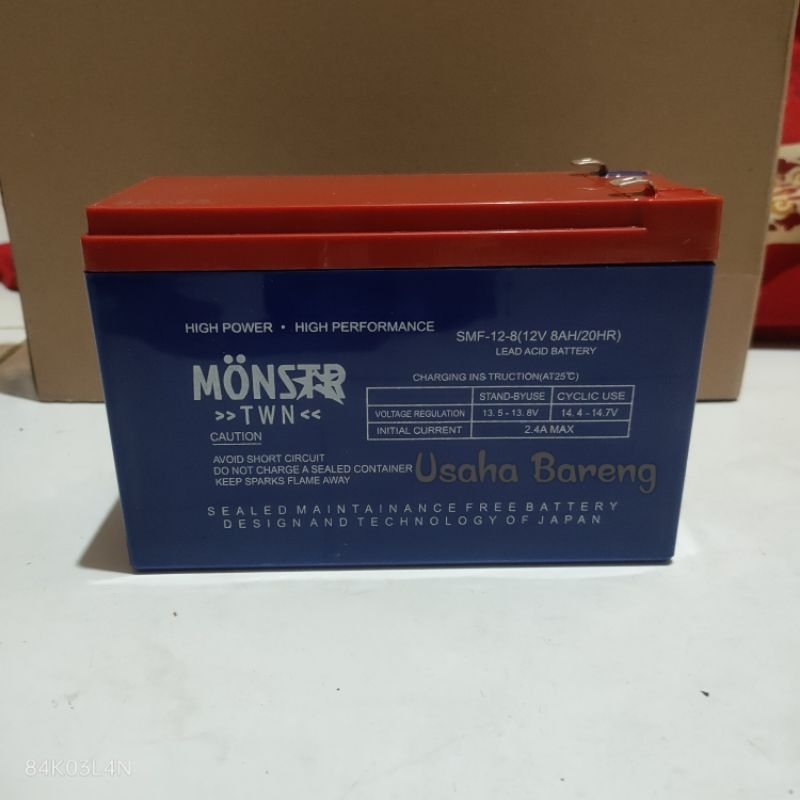 HIGH POWER • HIGH PERFORMANCE
SMF-12-8(12V 8AH/20HR)
LEAD ACID BATTERY
MÖNSTR
>>TWN<<
CHARGING INS TRUCTION(AT25℃)
STAND-BYUSE CYCLIC USE
VOLTAGE REGULATION 13. 5 - 13. 8V 14. 4 - 14.7V
INITIAL CURRENT 2.4A MAX
CAUTION
AVOID SHORT CIRCUIT
DO NOT CHARGE A SEALED CONTAINER
KEEP SPARKS FLAME AWAY
Usaha Bareng
SEALED MAINTAINANCE FREE BATTERY
DESIGN AND TECHNOLOGY OF JAPAN
84K03L4N